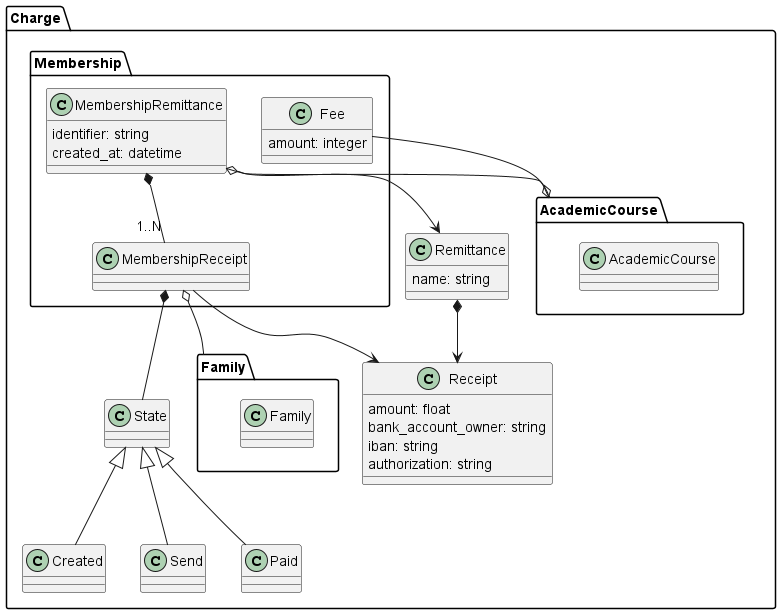 Charge
Membership
C MembershipRemittance
identifier: string
created_at: datetime
C Fee
amount: integer
1..N
C MembershipReceipt
C Remittance
name: string
AcademicCourse
C AcademicCourse
C State
Family
C Family
C Receipt
amount: float
bank_account_owner: string
iban: string
authorization: string
C Created
C Send
C Paid